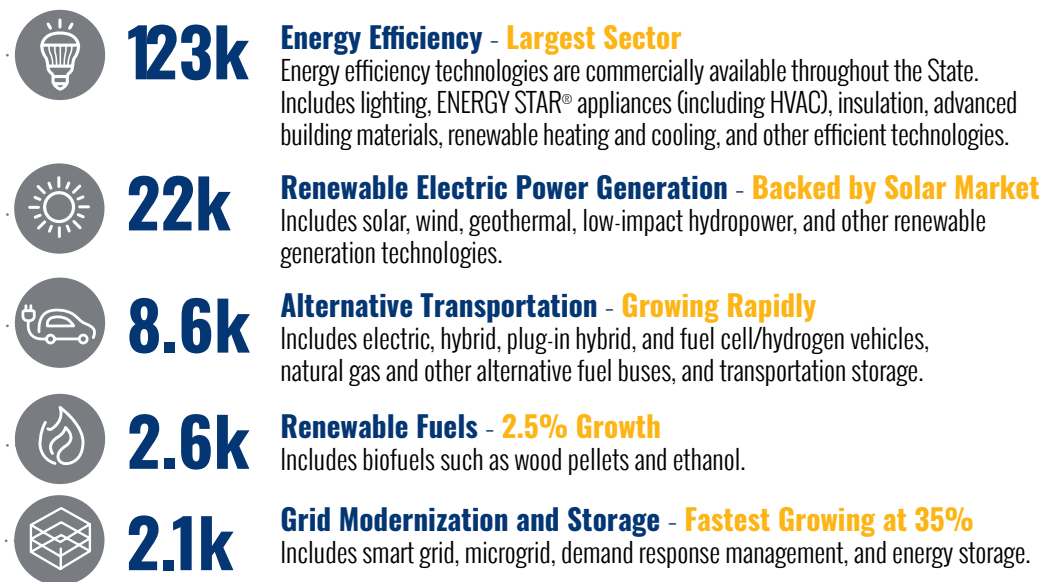 123k
Energy Efficiency - Largest Sector
Energy efficiency technologies are commercially available throughout the State.
Includes lighting, ENERGY STAR® appliances (including HVAC), insulation, advanced
building materials, renewable heating and cooling, and other efficient technologies.
22k
Renewable Electric Power Generation - Backed by Solar Market
Includes solar, wind, geothermal, low-impact hydropower, and other renewable
generation technologies.
8.6k
Alternative Transportation - Growing Rapidly
Includes electric, hybrid, plug-in hybrid, and fuel cell/hydrogen vehicles,
natural gas and other alternative fuel buses, and transportation storage.
2.6k
Renewable Fuels - 2.5% Growth
Includes biofuels such as wood pellets and ethanol.
2.1k
Grid Modernization and Storage - Fastest Growing at 35%
Includes smart grid, microgrid, demand response management, and energy storage.